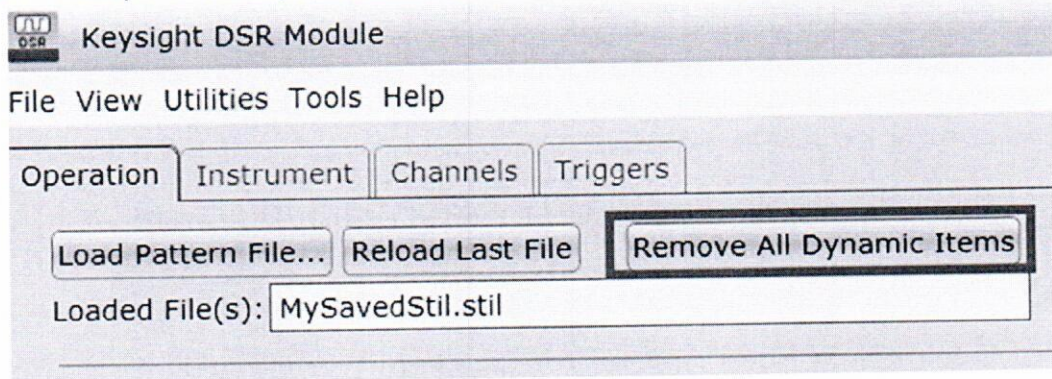 DSR Keysight DSR Module
File View Utilities Tools Help
Operation Instrument Channels Triggers
Load Pattern File... Reload Last File Remove All Dynamic Items
Loaded File(s): MySavedStil.stil